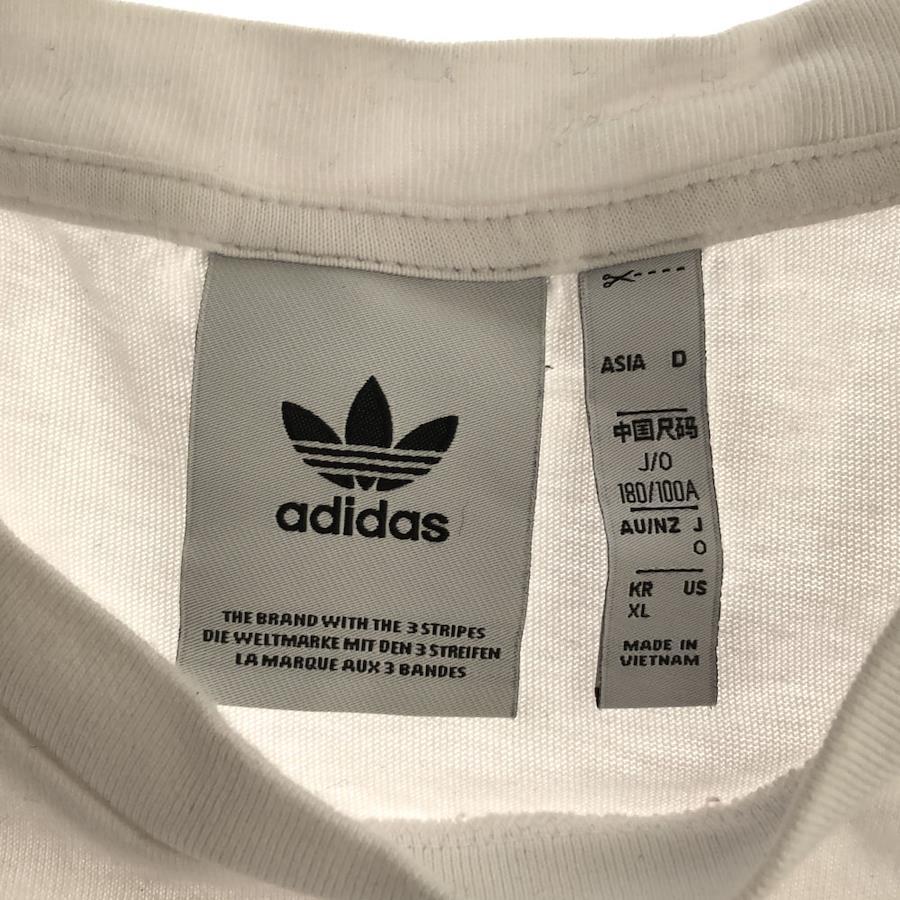 adidas
THE BRAND WITH THE 3 STRIPES
DIE WELTMARKE MIT DEN 3 STREIFEN
LA MARQUE AUX 3 BANDES
ASIA D
中国尺码
J/O
180/100A
AU/NZ J
O
KR US
XL
MADE IN
VIETNAM